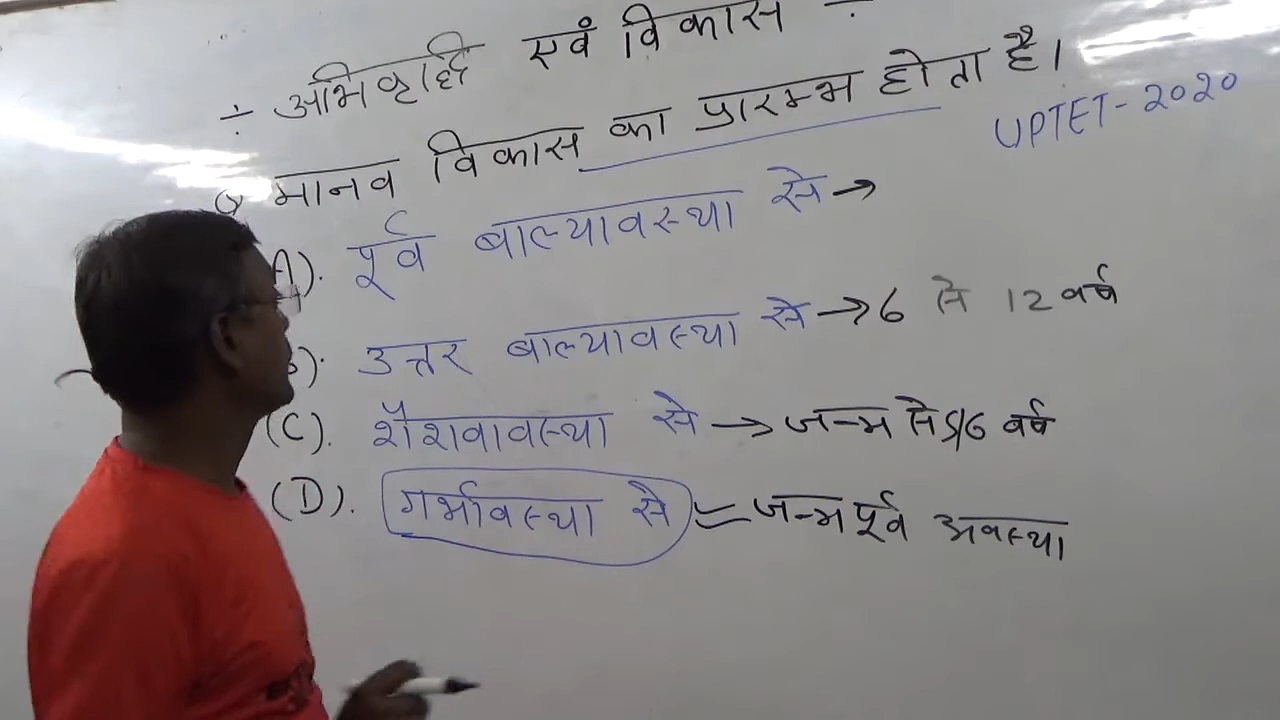 ÷ अभिवृद्धि एवं विकास ÷
मानव विकास का प्रारम्भ होता है।
UPTET-2020
A). पूर्व बाल्यावस्था से →
). उत्तर बाल्यावस्था से → 6 से 12 वर्ष
(C). शैशवावस्था से → जन्म से 5/6 वर्ष
(D). गर्भावस्था से जन्म पूर्व अवस्था